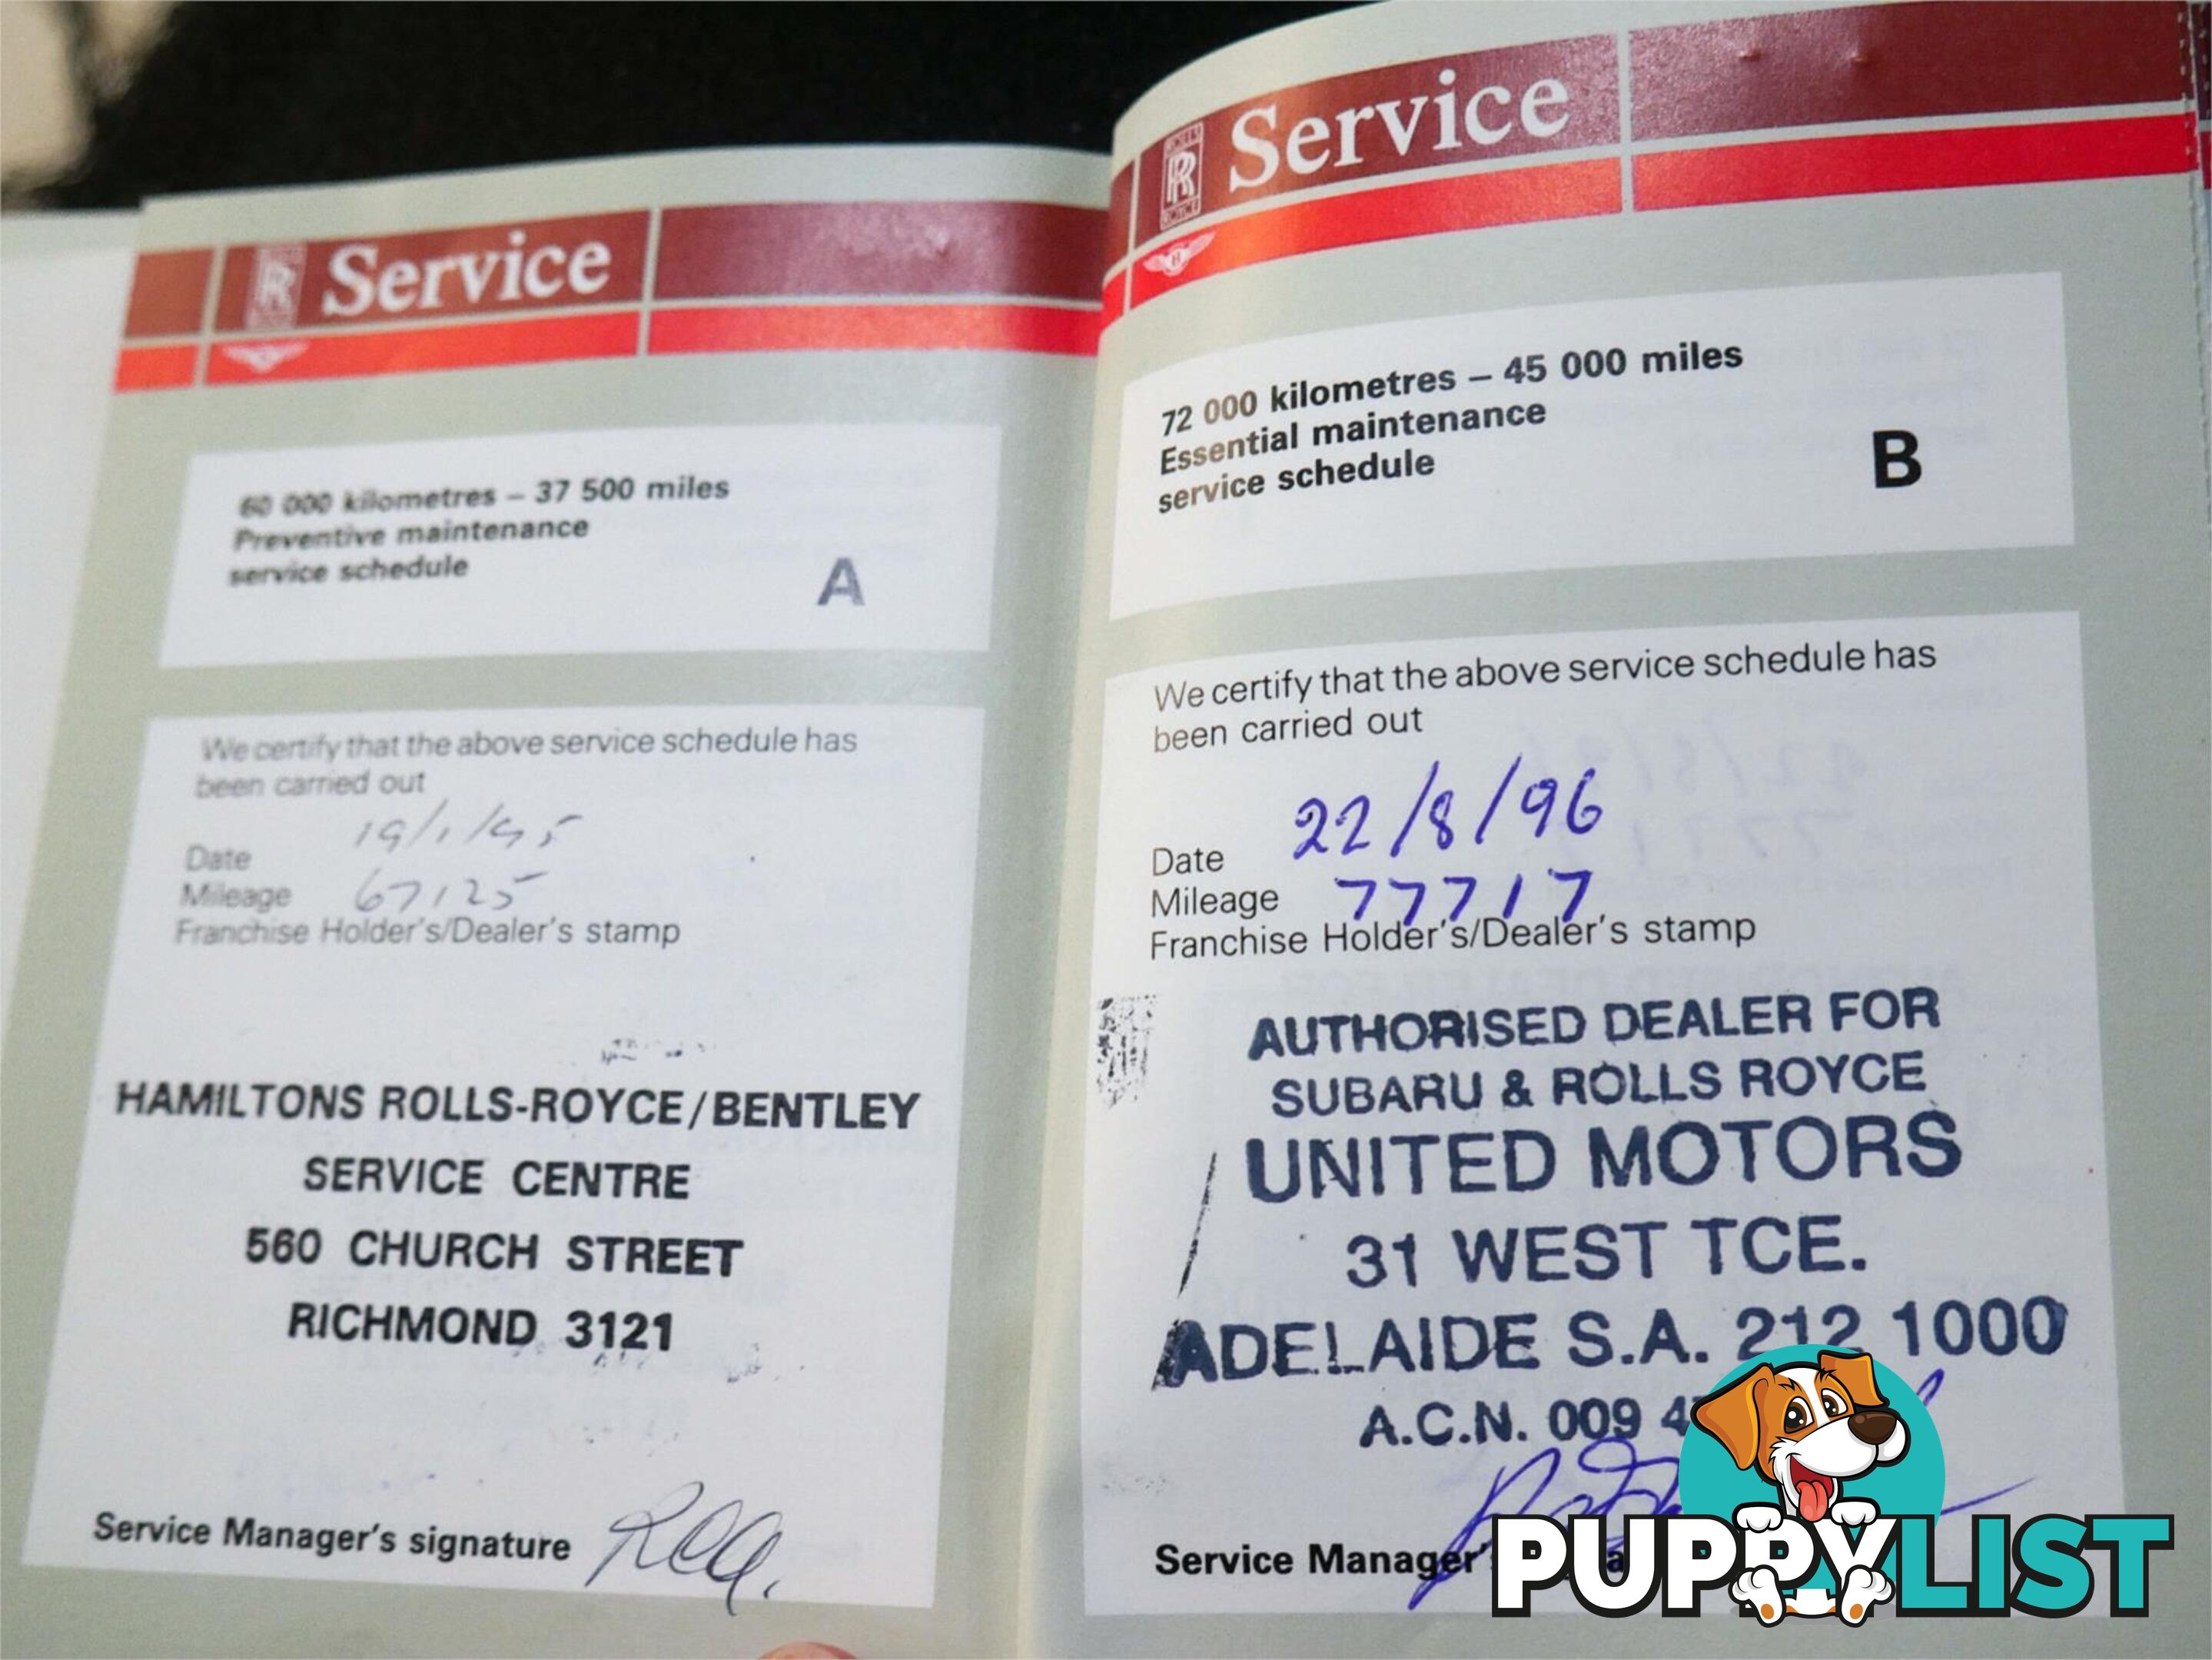 Service
60 000 kilometres – 37 500 miles
Preventive maintenance
service schedule
A
We certify that the above service schedule has
been carried out
Date 19/1/95
Mileage 67125
Franchise Holder's/Dealer's stamp
HAMILTONS ROLLS-ROYCE/BENTLEY
SERVICE CENTRE
560 CHURCH STREET
RICHMOND 3121
Service Manager's signature
Service
72 000 kilometres – 45 000 miles
Essential maintenance
service schedule
B
We certify that the above service schedule has
been carried out
Date 22/8/96
Mileage 77717
Franchise Holder's/Dealer's stamp
AUTHORISED DEALER FOR
SUBARU & ROLLS ROYCE
UNITED MOTORS
31 WEST TCE.
ADELAIDE S.A. 212 1000
A.C.N. 009 4
Service Manager'
PUPPYLIST